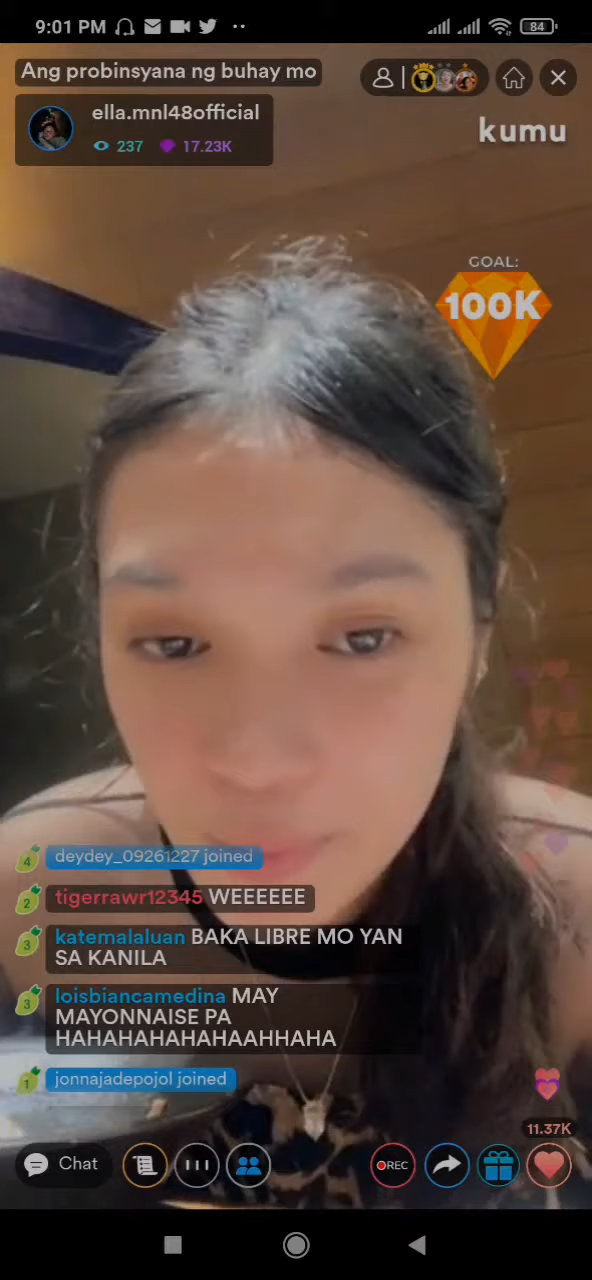 9:01 PM
84
Ang probinsyana ng buhay mo
ella.mnl48official
237
17.23K
kumu
GOAL:
100K
4
deydey_09261227 joined
2
tigerrawr12345 WEEEEEE
3
katemalaluan BAKA LIBRE MO YAN
SA KANILA
3
loisbiancamedina MAY
MAYONNAISE PA
HAHAHAHAHAHAAHHAHA
1
jonnajadepojol joined
11.37K
Chat
REC